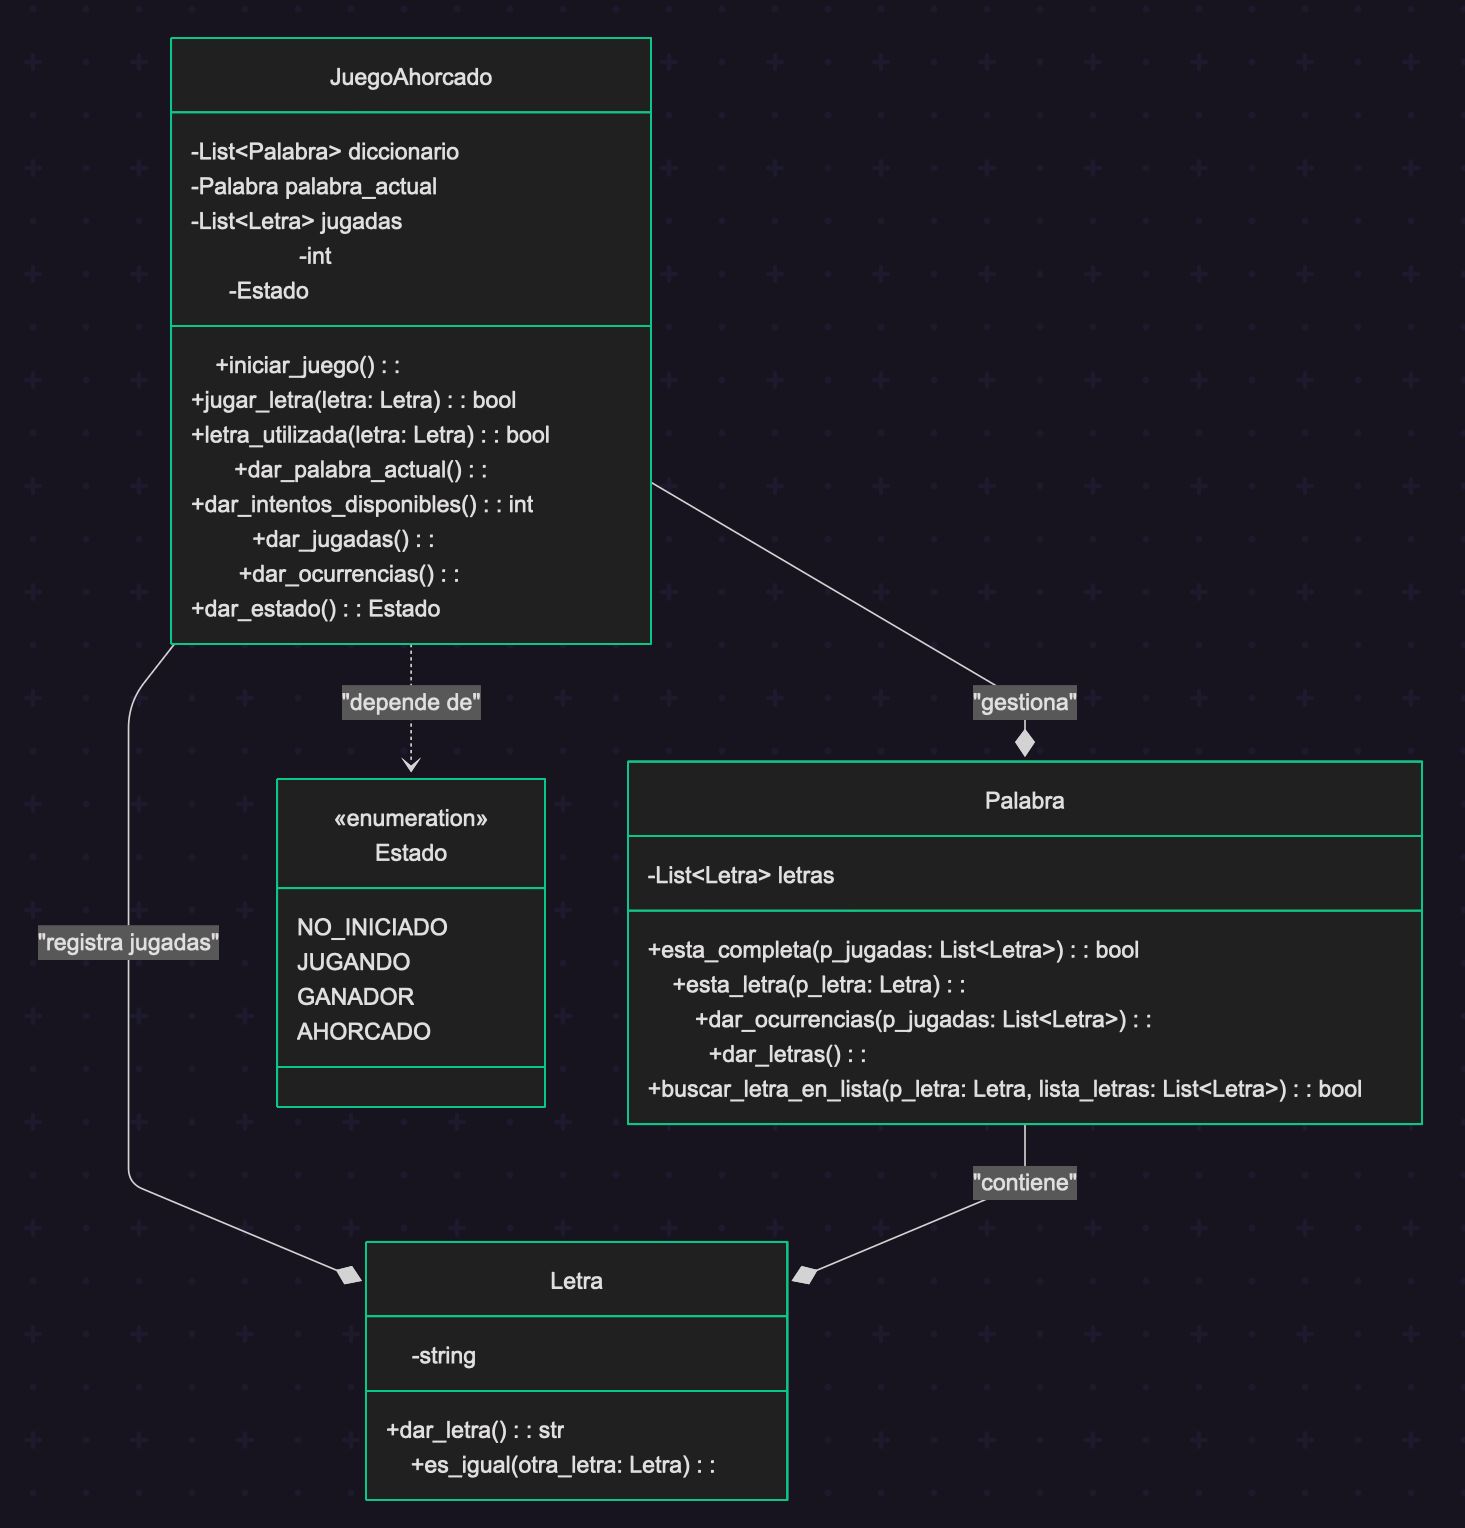 JuegoAhorcado
-List<Palabra> diccionario
-Palabra palabra_actual
-List<Letra> jugadas
-int
-Estado
+iniciar_juego() : :
+jugar_letra(letra: Letra) : : bool
+letra_utilizada(letra: Letra) : : bool
+dar_palabra_actual() : :
+dar_intentos_disponibles() : : int
+dar_jugadas() : :
+dar_ocurrencias() : :
+dar_estado() : : Estado
"depende de"
"gestiona"
«enumeration»
Estado
NO_INICIADO
JUGANDO
GANADOR
AHORCADO
Palabra
-List<Letra> letras
+esta_completa(p_jugadas: List<Letra>) : : bool
+esta_letra(p_letra: Letra) : :
+dar_ocurrencias(p_jugadas: List<Letra>) : :
+dar_letras() : :
+buscar_letra_en_lista(p_letra: Letra, lista_letras: List<Letra>) : : bool
"registra jugadas"
"contiene"
Letra
-string
+dar_letra() : : str
+es_igual(otra_letra: Letra) : :